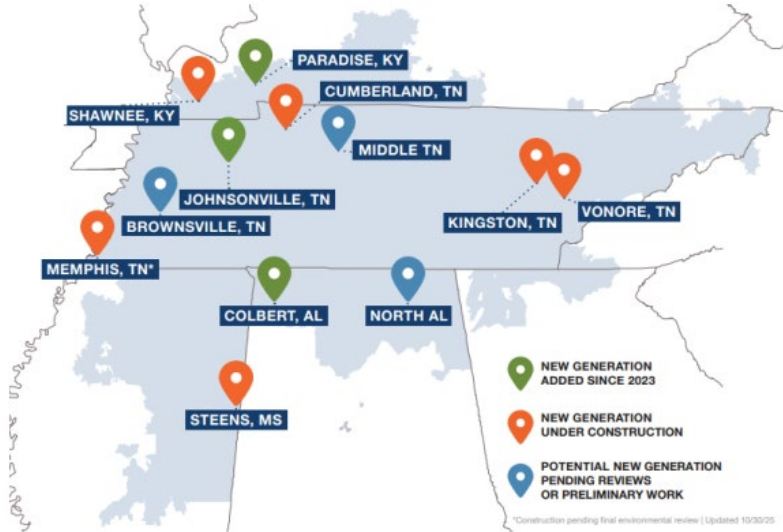 PARADISE, KY
CUMBERLAND, TN
SHAWNEE, KY
MIDDLE TN
JOHNSONVILLE, TN
BROWNSVILLE, TN
KINGSTON, TN
VONORE, TN
MEMPHIS, TN*
COLBERT, AL
NORTH AL
STEENS, MS
NEW GENERATION
ADDED SINCE 2023
NEW GENERATION
UNDER CONSTRUCTION
POTENTIAL NEW GENERATION
PENDING REVIEWS
OR PRELIMINARY WORK
*Construction pending final environmental review | Updated 10/30/25